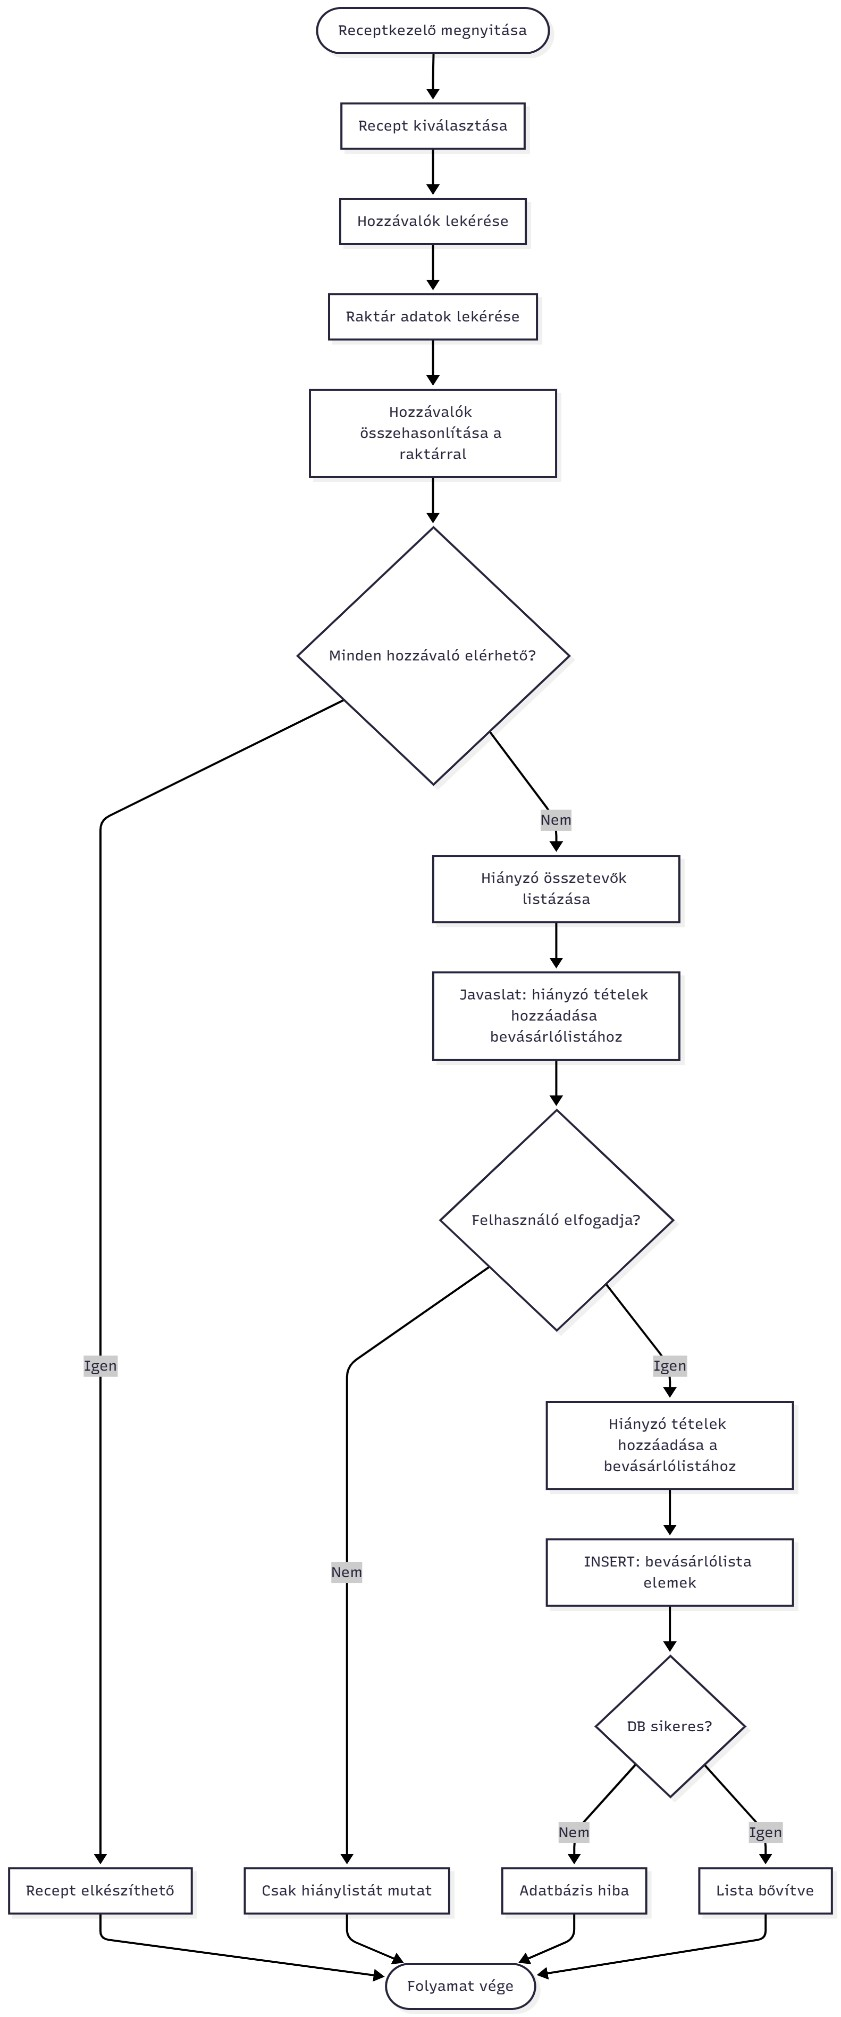 Receptkezelő megnyitása
Recept kiválasztása
Hozzávalók lekérése
Raktár adatok lekérése
Hozzávalók
összehasonlítása a
raktárral
Minden hozzávaló elérhető?
Nem
Hiányzó összetevők
listázása
Javaslat: hiányzó tételek
hozzáadása
bevásárlólistához
Felhasználó elfogadja?
Igen
Igen
Hiányzó tételek
hozzáadása a
bevásárlólistához
Nem
INSERT: bevásárlólista
elemek
DB sikeres?
Nem
Igen
Recept elkészíthető
Csak hiánylistát mutat
Adatbázis hiba
Lista bővítve
Folyamat vége